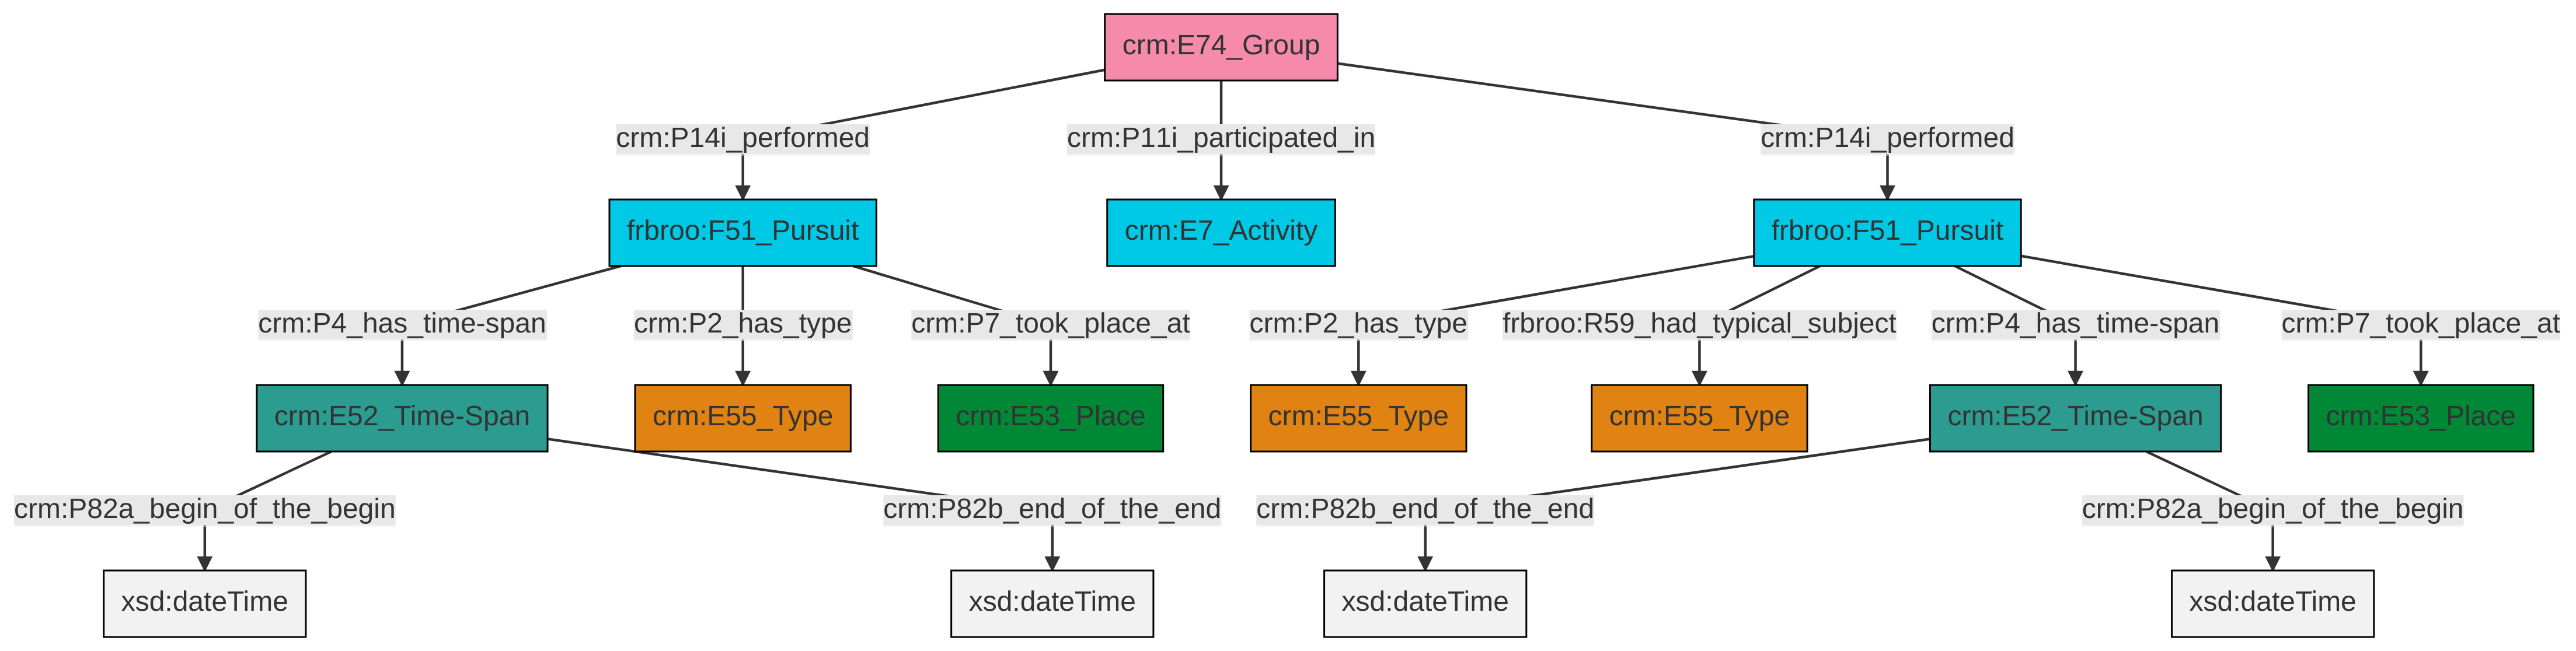 crm:E74_Group
crm:P14i_performed
crm:P11i_participated_in
crm:P14i_performed
frbroo:F51_Pursuit
crm:E7_Activity
frbroo:F51_Pursuit
crm:P4_has_time-span
crm:P2_has_type
crm:P7_took_place_at
crm:P2_has_type
frbroo:R59_had_typical_subject
crm:P4_has_time-span
crm:P7_took_place_at
crm:E52_Time-Span
crm:E55_Type
crm:E53_Place
crm:E55_Type
crm:E55_Type
crm:E52_Time-Span
crm:E53_Place
crm:P82a_begin_of_the_begin
crm:P82b_end_of_the_end
crm:P82b_end_of_the_end
crm:P82a_begin_of_the_begin
xsd:dateTime
xsd:dateTime
xsd:dateTime
xsd:dateTime